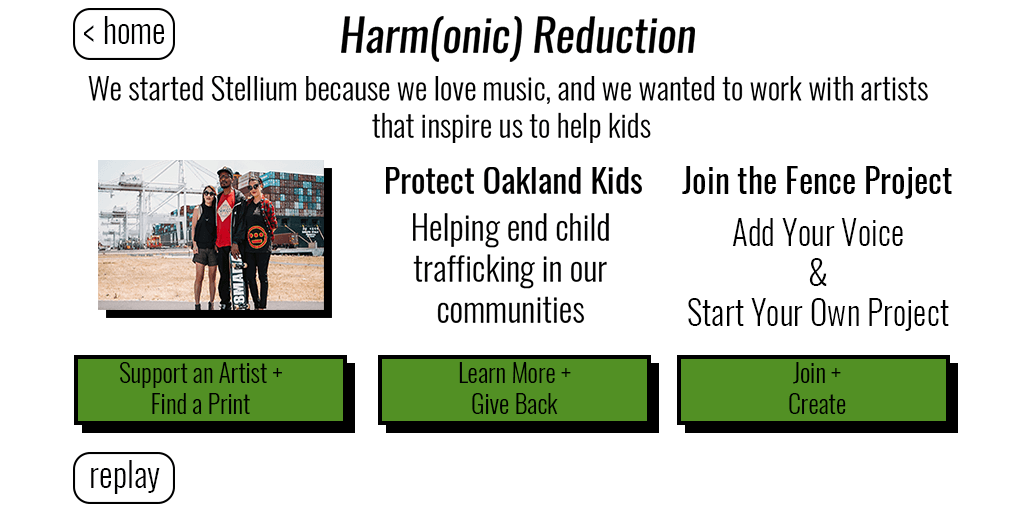 < home
Harm(onic) Reduction
We started Stellium because we love music, and we wanted to work with artists
that inspire us to help kids
Protect Oakland Kids
Helping end child
trafficking in our
communities
Join the Fence Project
Add Your Voice
&
Start Your Own Project
Support an Artist +
Find a Print
Learn More +
Give Back
Join +
Create
replay